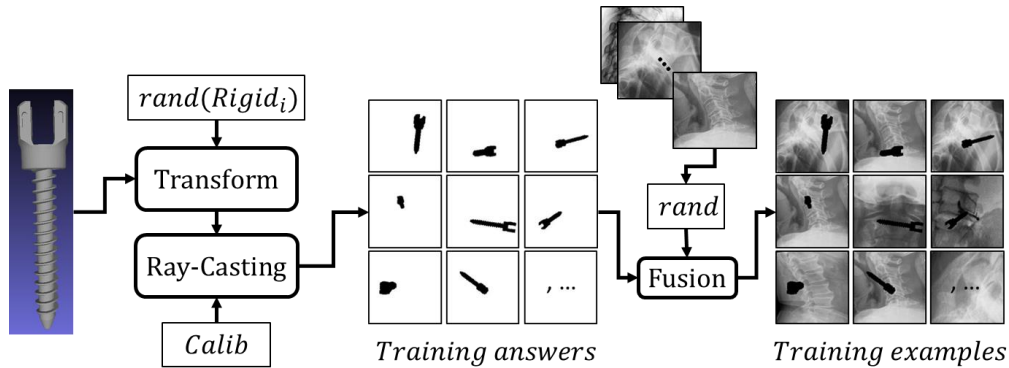 rand(Rigid_i)
Transform
Ray-Casting
Calib
, ...
Training answers
rand
Fusion
, ...
Training examples